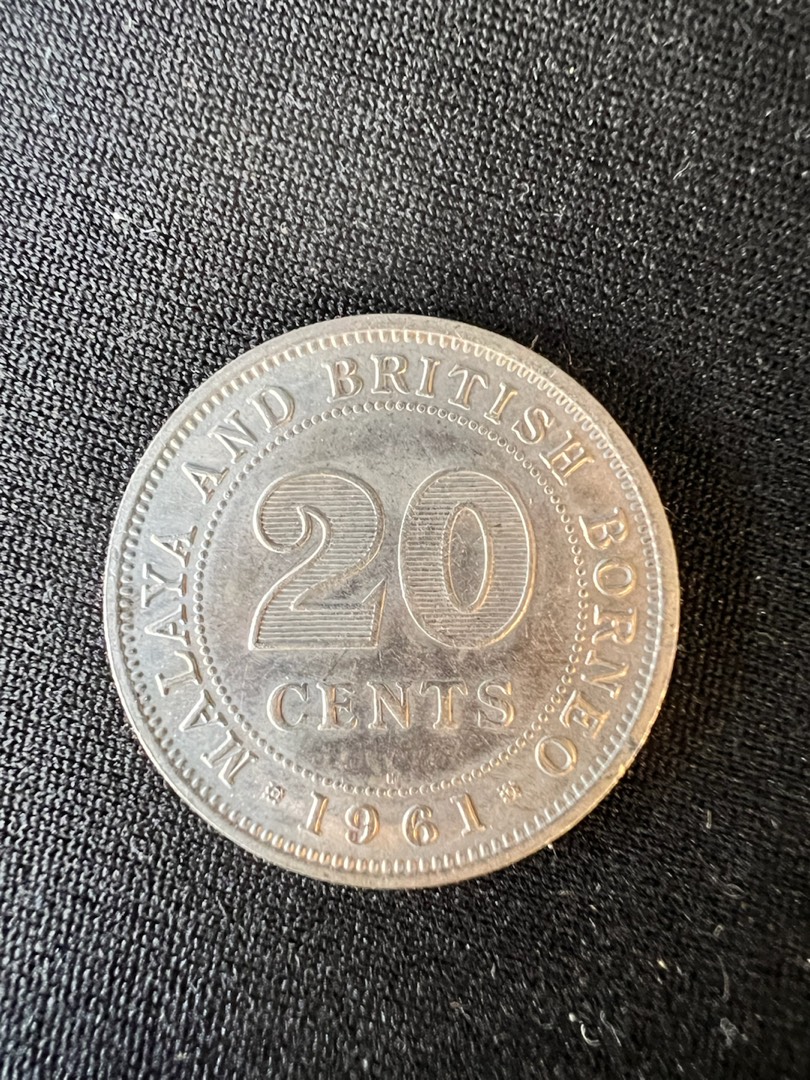 MALAYA AND BRITISH BORNEO
20
CENTS
H
1961